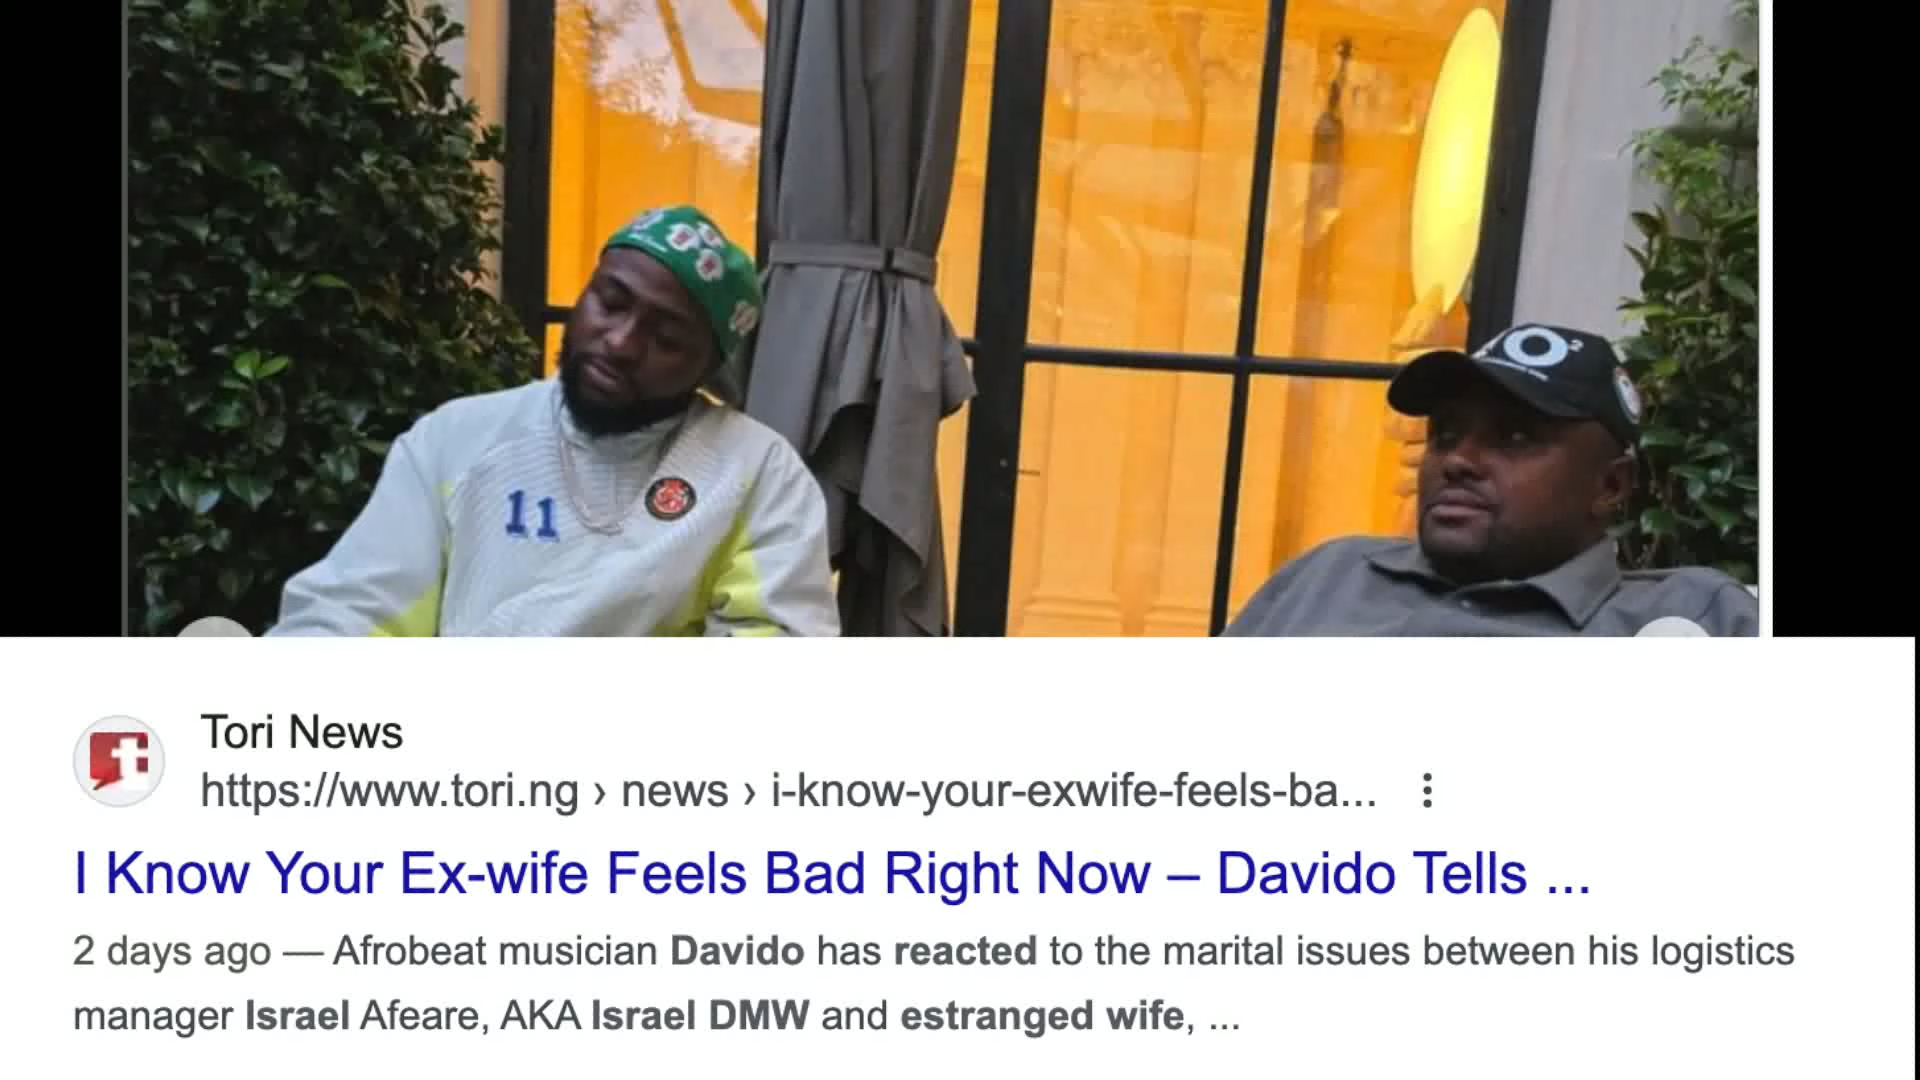 O²
11
Tori News
https://www.tori.ng › news › i-know-your-exwife-feels-ba...
I Know Your Ex-wife Feels Bad Right Now – Davido Tells ...
2 days ago — Afrobeat musician Davido has reacted to the marital issues between his logistics
manager Israel Afeare, AKA Israel DMW and estranged wife, ...